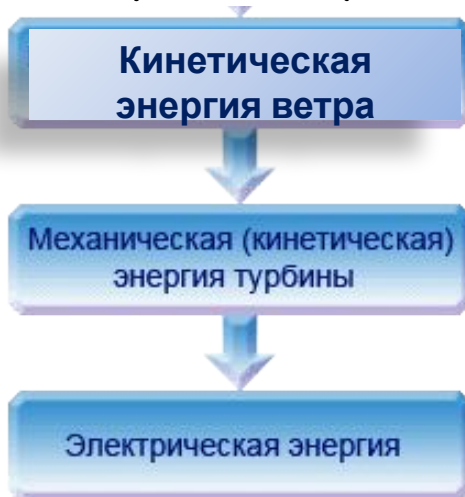 Кинетическая
энергия ветра
Механическая (кинетическая)
энергия турбины
Электрическая энергия